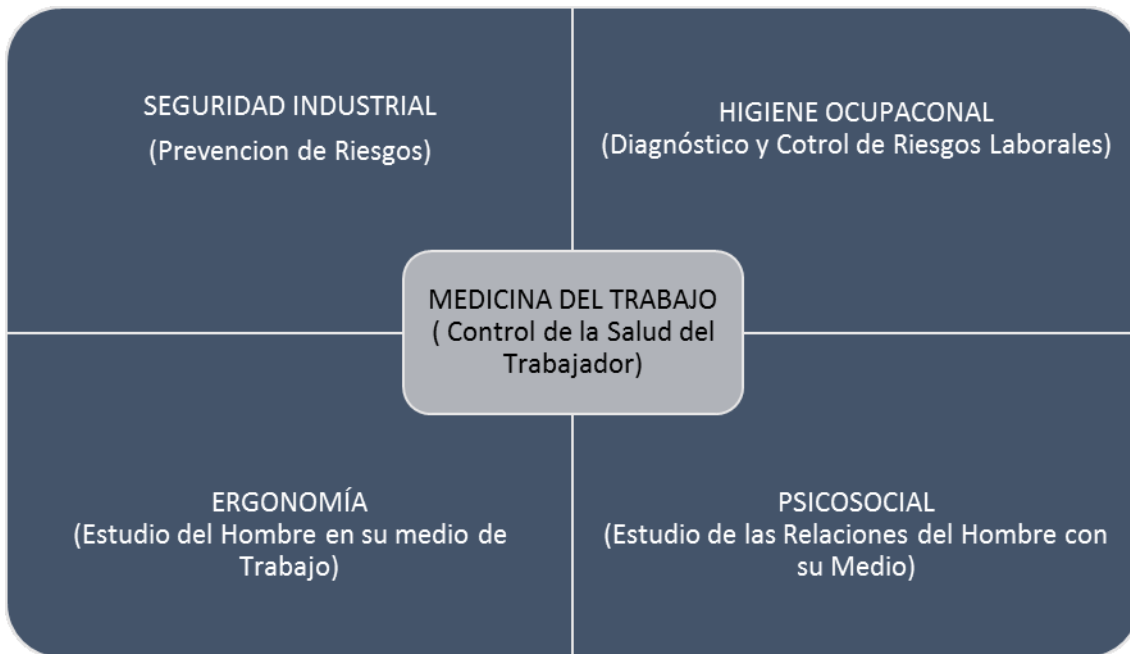 SEGURIDAD INDUSTRIAL
(Prevencion de Riesgos)
HIGIENE OCUPACONAL
(Diagnóstico y Cotrol de Riesgos Laborales)
MEDICINA DEL TRABAJO
( Control de la Salud del
Trabajador)
ERGONOMÍA
(Estudio del Hombre en su medio de
Trabajo)
PSICOSOCIAL
(Estudio de las Relaciones del Hombre con
su Medio)